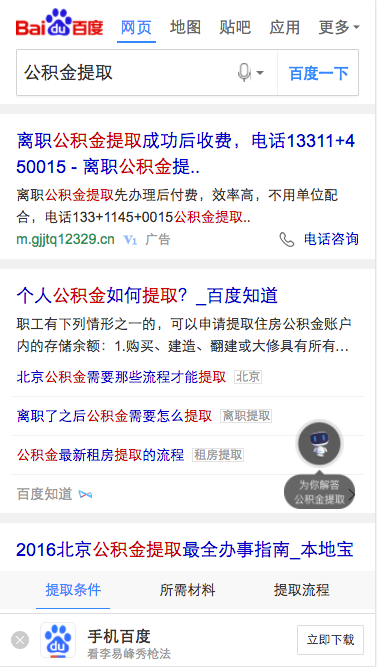 Bai du 百度 网页 地图 贴吧 应用 更多
公积金提取 百度一下
离职公积金提取成功后收费，电话13311+4
50015 - 离职公积金提..
离职公积金提取先办理后付费，效率高，不用单位配
合，电话133+1145+0015公积金提取..
m.gjjtq12329.cn V1 广告 电话咨询
个人公积金如何提取？_百度知道
职工有下列情形之一的，可以申请提取住房公积金账户
内的存储余额：1.购买、建造、翻建或大修具有所有...
北京公积金需要那些流程才能提取 北京
离职了之后公积金需要怎么提取 离职提取
公积金最新租房提取的流程 租房提取
为你解答
公积金提取
百度知道
2016北京公积金提取最全办事指南_本地宝
提取条件 所需材料 提取流程
du 手机百度 立即下载
看李易峰秀枪法